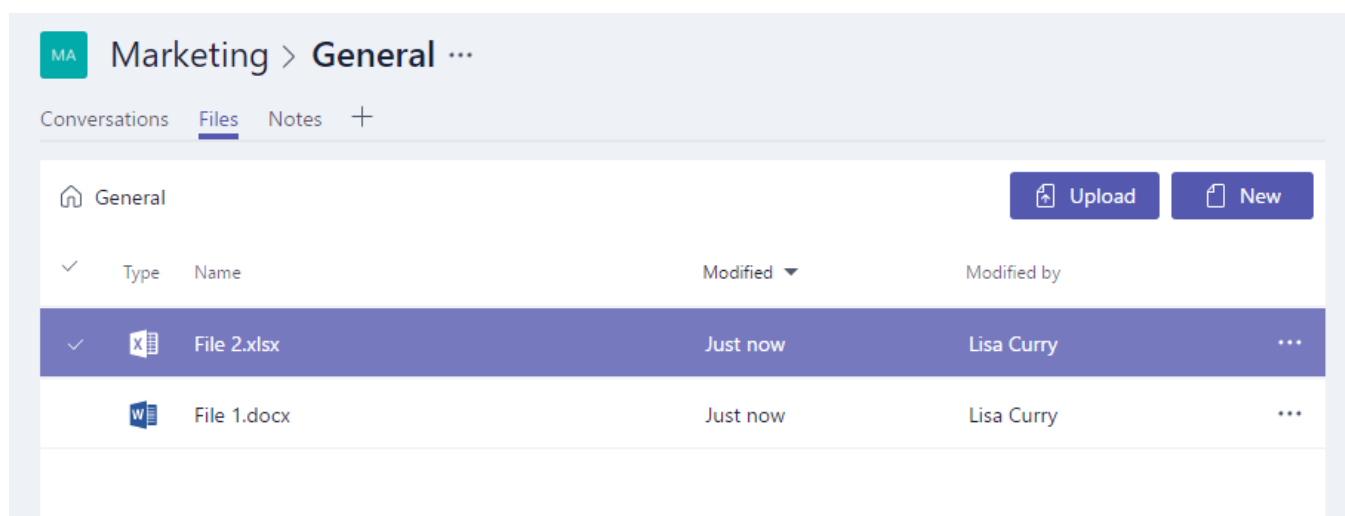 MA Marketing > General ···
Conversations Files Notes +
General Upload New
Type Name Modified Modified by
File 2.xlsx Just now Lisa Curry ···
File 1.docx Just now Lisa Curry ···